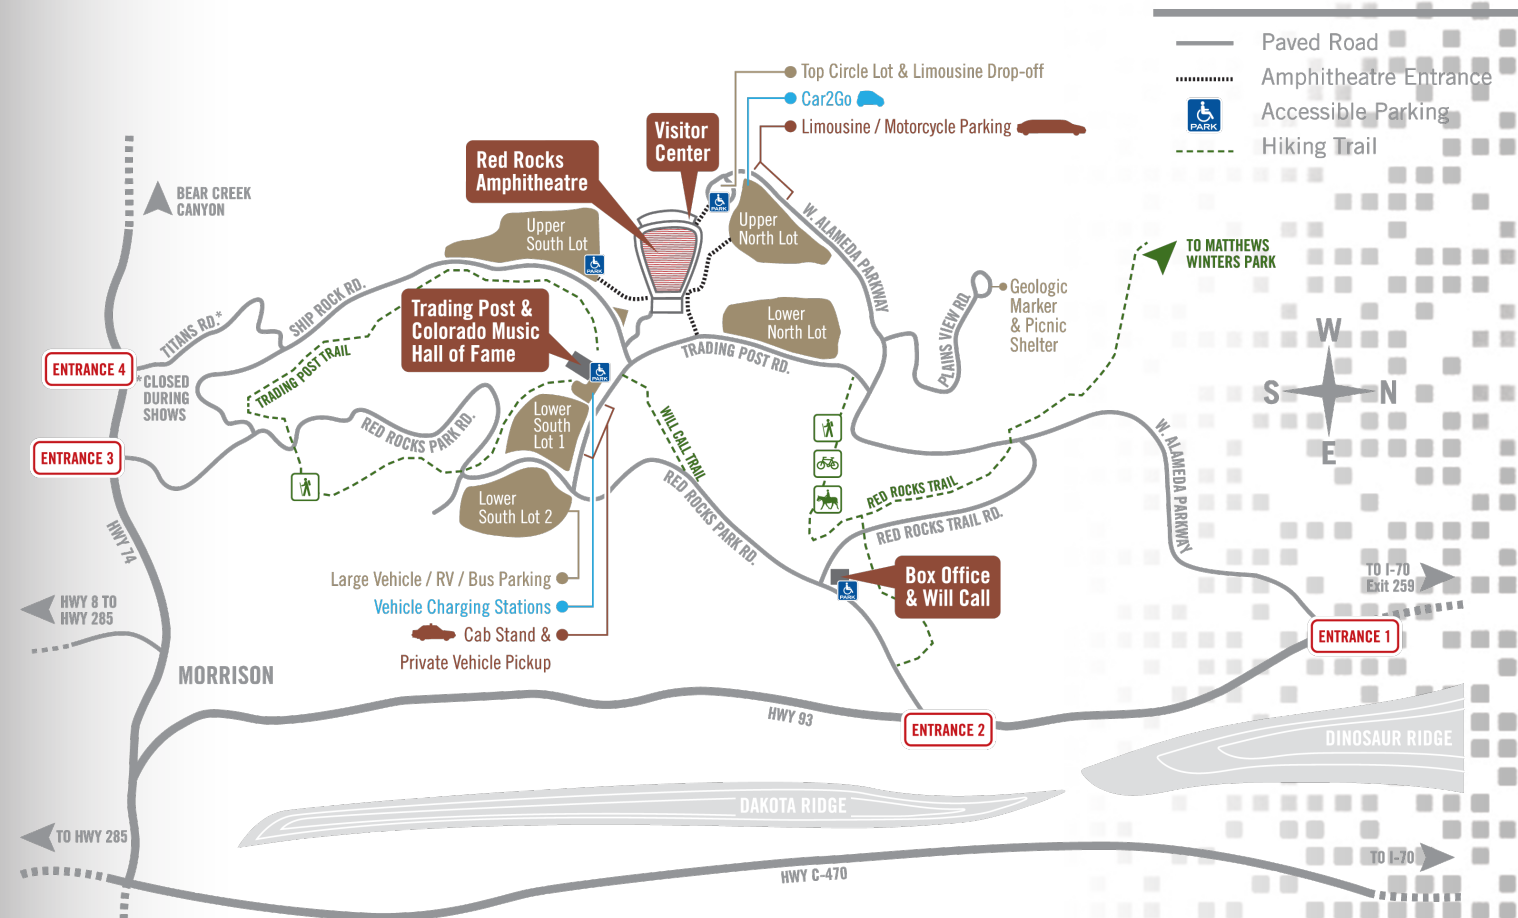 Paved Road
Amphitheatre Entrance
PARK
Accessible Parking
Hiking Trail
Top Circle Lot & Limousine Drop-off
Car2Go
Limousine / Motorcycle Parking
Visitor
Center
Red Rocks
Amphitheatre
BEAR CREEK
CANYON
PARK
Upper
South Lot
PARK
Upper
North Lot
W. ALAMEDA PARKWAY
TO MATTHEWS
WINTERS PARK
Geologic
Marker
& Picnic
Shelter
PLAINS VIEW RD.
SHIP ROCK RD.
TITANS RD.*
Trading Post &
Colorado Music
Hall of Fame
PARK
Lower
North Lot
TRADING POST RD.
TRADING POST TRAIL
W
S
N
E
ENTRANCE 4
*CLOSED
DURING
SHOWS
RED ROCKS PARK RD.
Lower
South
Lot 1
WILL CALL TRAIL
ENTRANCE 3
Lower
South Lot 2
RED ROCKS PARK RD.
RED ROCKS TRAIL
RED ROCKS TRAIL RD.
W. ALAMEDA PARKWAY
HWY 74
Large Vehicle / RV / Bus Parking
Vehicle Charging Stations
Cab Stand &
Private Vehicle Pickup
PARK
Box Office
& Will Call
TO I-70
Exit 259
HWY 8 TO
HWY 285
ENTRANCE 1
MORRISON
HWY 93
ENTRANCE 2
DINOSAUR RIDGE
DAKOTA RIDGE
TO HWY 285
HWY C-470
TO I-70